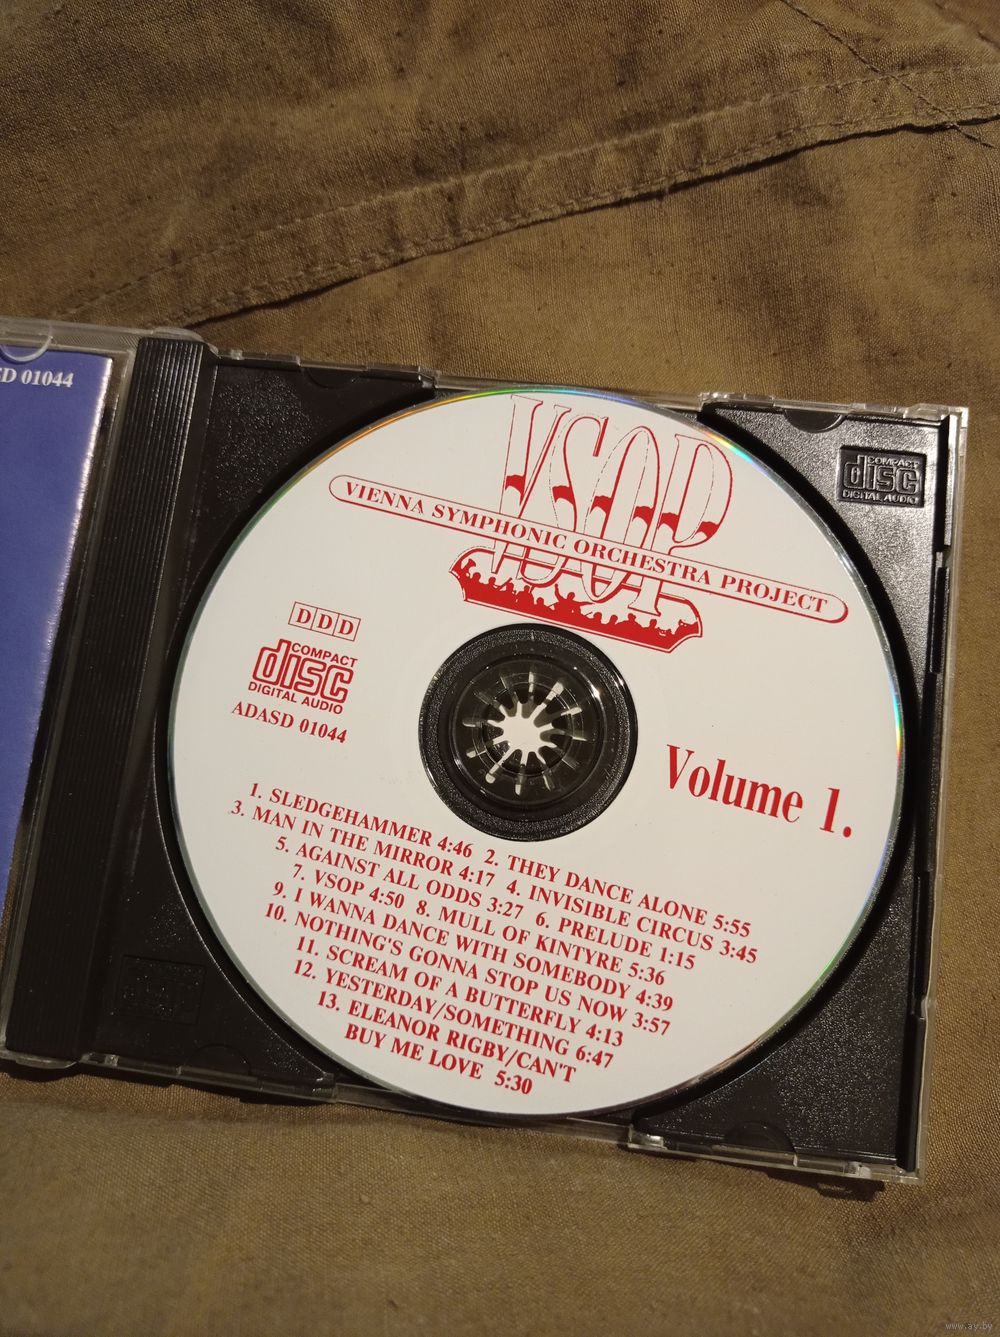 ED 01044
COMPACT
disc
DIGITAL AUDIO
VSOP
VIENNA SYMPHONIC ORCHESTRA PROJECT
DDD
COMPACT
disc
DIGITAL AUDIO
ADASD 01044
Volume 1.
1. SLEDGEHAMMER 4:46 2. THEY DANCE ALONE 5:55
3. MAN IN THE MIRROR 4:17 4. INVISIBLE CIRCUS 3:45
5. AGAINST ALL ODDS 3:27 6. PRELUDE 1:15
7. VSOP 4:50 8. MULL OF KINTYRE 5:36
9. I WANNA DANCE WITH SOMEBODY 4:39
10. NOTHING'S GONNA STOP US NOW 3:57
11. SCREAM OF A BUTTERFLY 4:13
12. YESTERDAY/SOMETHING 6:47
13. ELEANOR RIGBY/CAN'T
BUY ME LOVE 5:30
www.ay.by